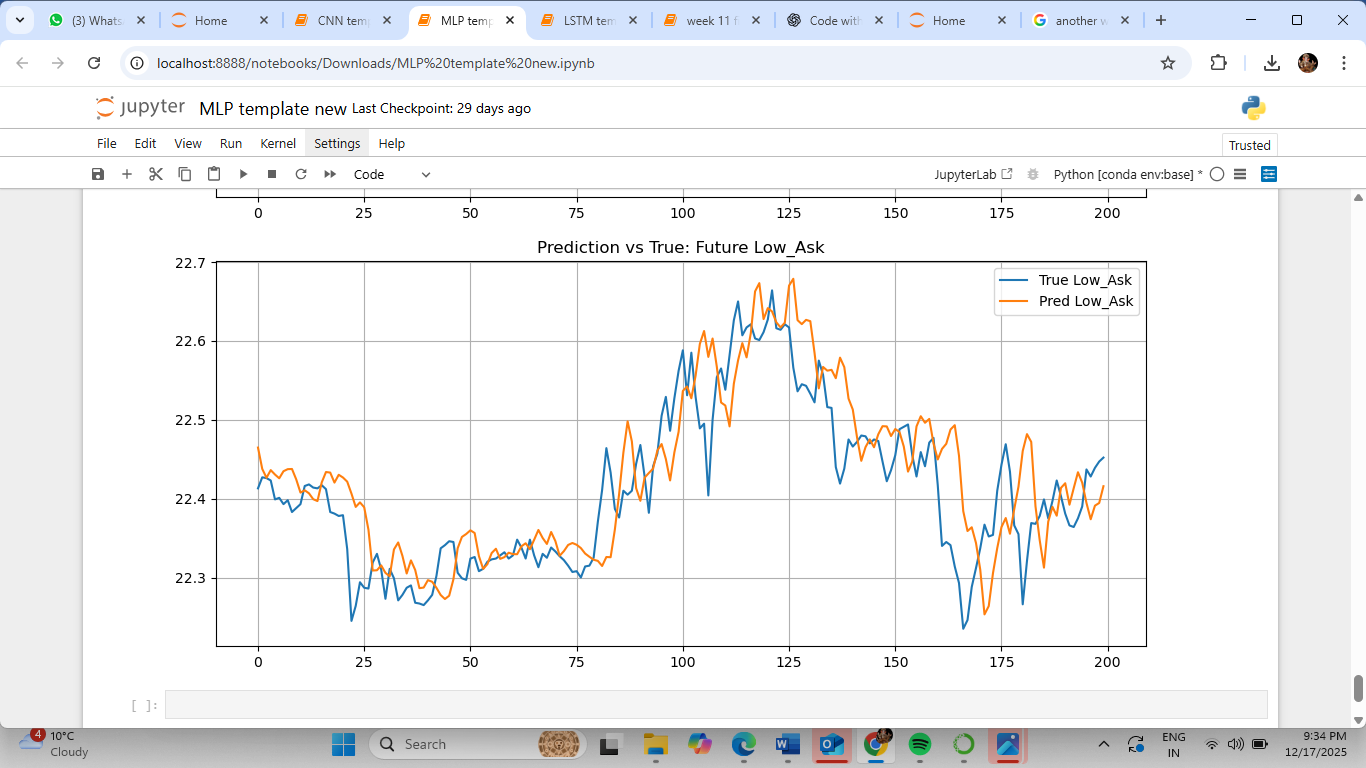 (3) Whats
Home
CNN temp
MLP temp
LSTM tem
week 11 f
Code with
Home
another w
localhost:8888/notebooks/Downloads/MLP%20template%20new.ipynb
jupyter MLP template new Last Checkpoint: 29 days ago
File Edit View Run Kernel Settings Help
Trusted
Code
JupyterLab
Python [conda env:base] *
0 25 50 75 100 125 150 175 200
Prediction vs True: Future Low_Ask
22.7
22.6
22.5
22.4
22.3
True Low_Ask
Pred Low_Ask
0 25 50 75 100 125 150 175 200
[ ]:
4
10°C
Cloudy
Search
ENG
IN
9:34 PM
12/17/2025